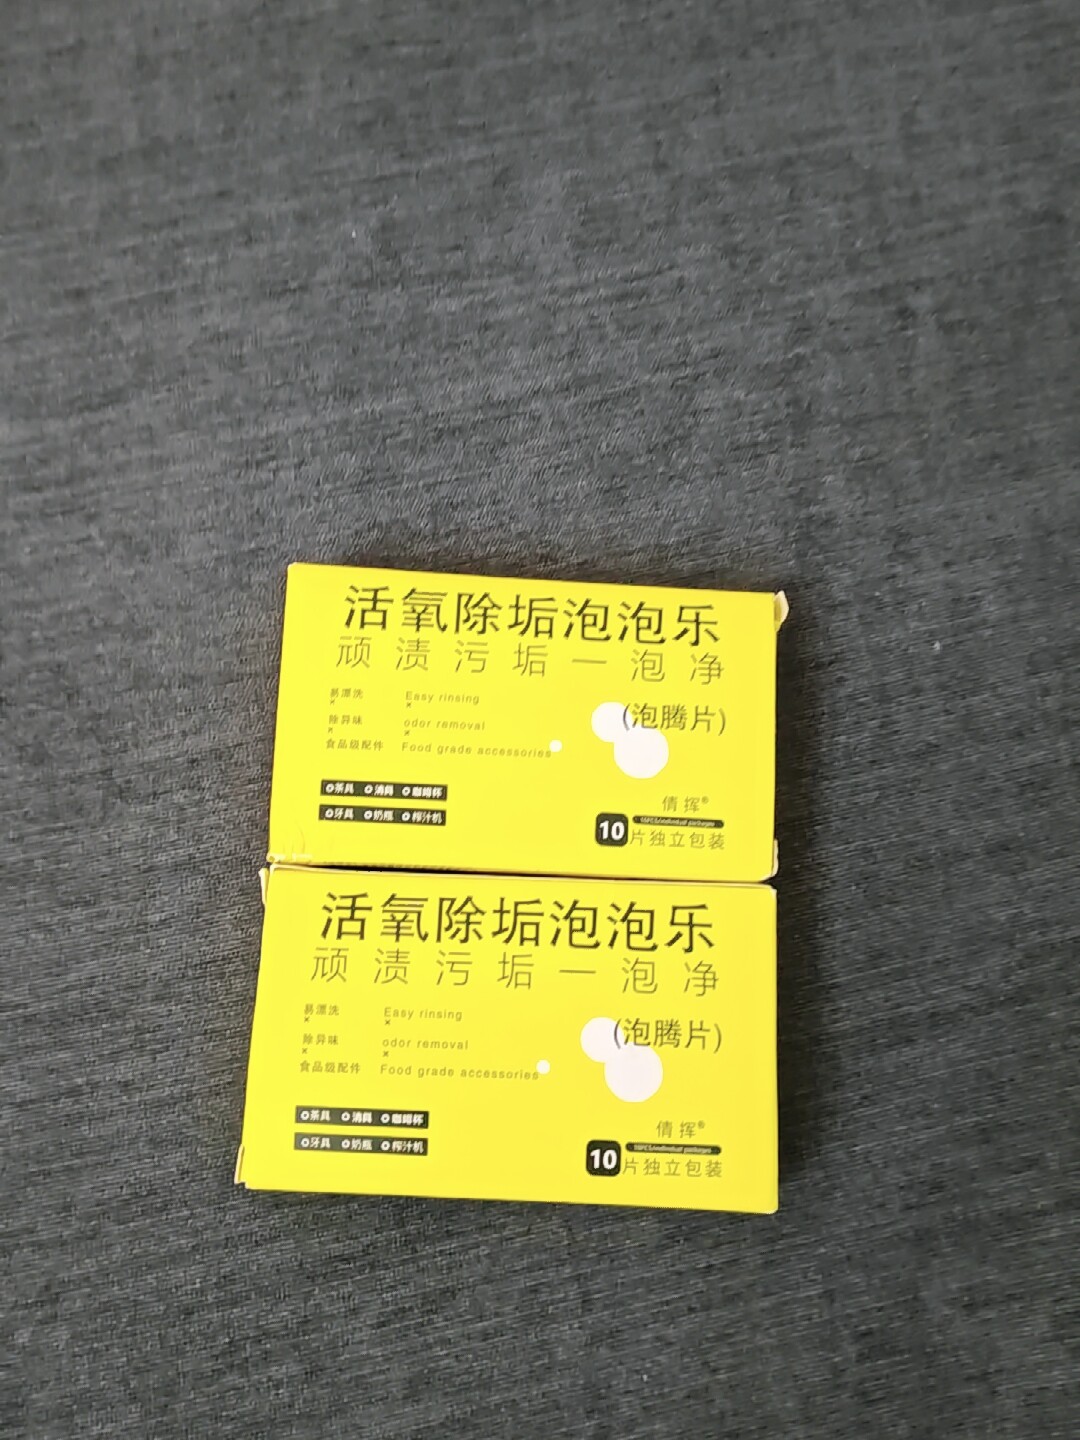 活氧除垢泡泡乐
顽渍污垢一泡净
易漂洗 Easy rinsing
除异味 odor removal
食品级配件 Food grade accessories
(泡腾片)
茶具 酒具 咖啡杯
牙具 奶瓶 榨汁机
倩挥®
10片独立包装
活氧除垢泡泡乐
顽渍污垢一泡净
易漂洗 Easy rinsing
除异味 odor removal
食品级配件 Food grade accessories
(泡腾片)
茶具 酒具 咖啡杯
牙具 奶瓶 榨汁机
倩挥®
10片独立包装